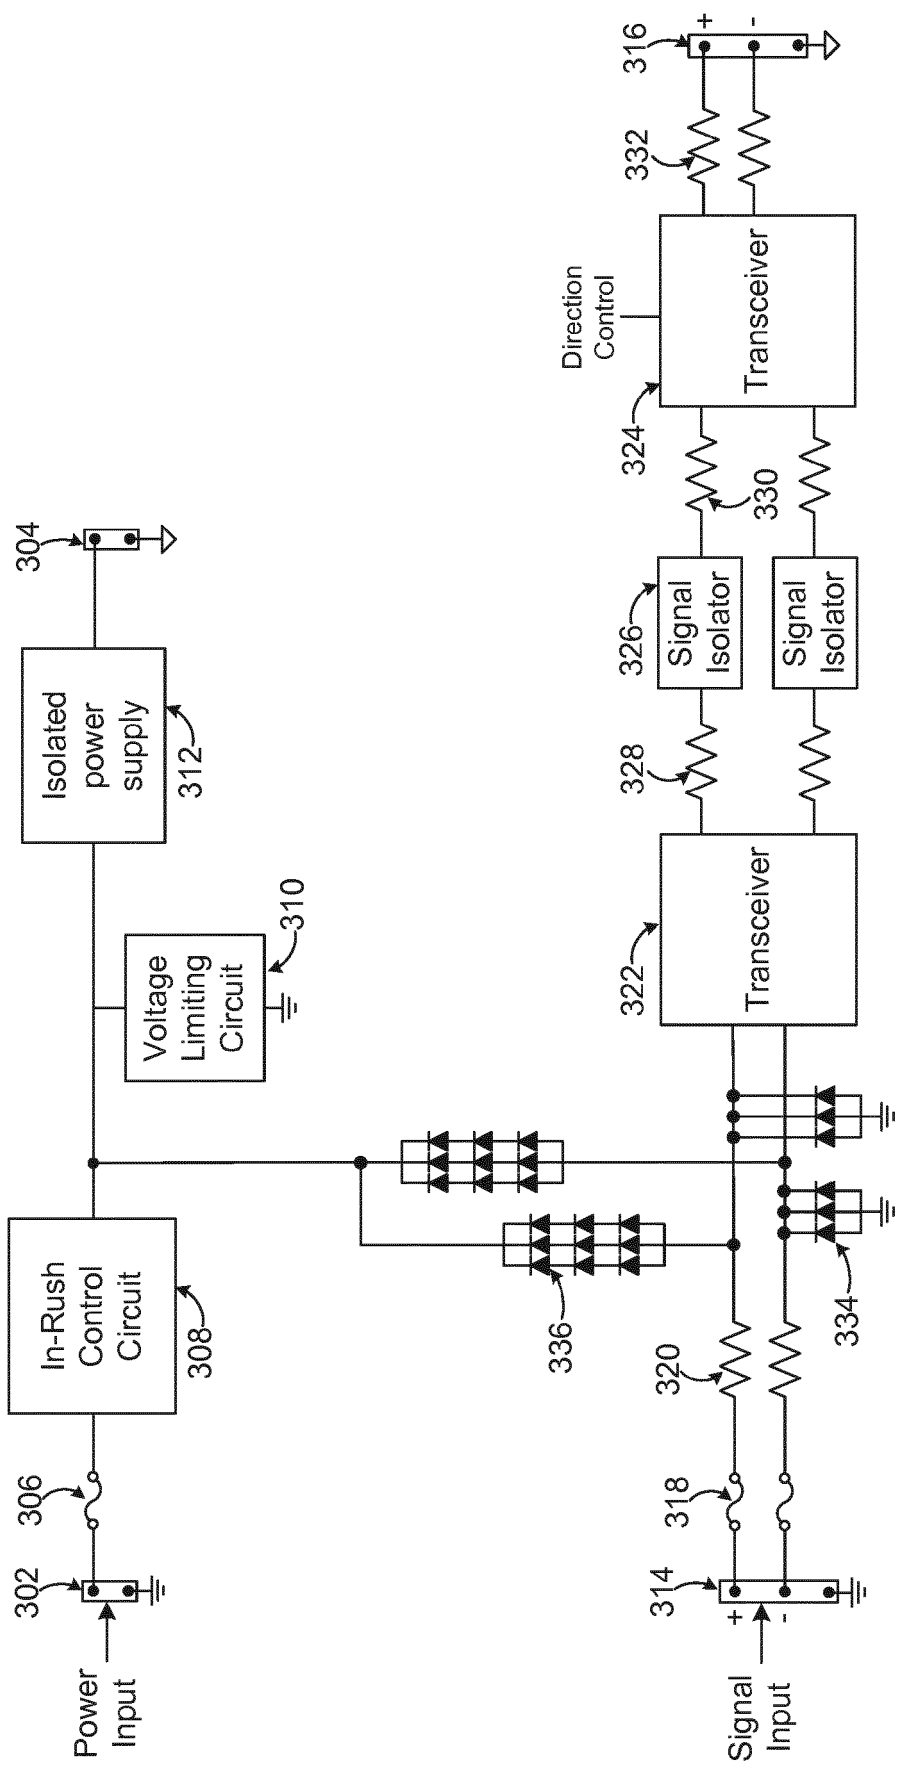 Power
Input
302
306
In-Rush
Control
Circuit
308
Voltage
Limiting
Circuit
310
Isolated
power
supply
312
304
336
Signal
Input
314
+
-
318
320
334
Transceiver
322
328
Signal
Isolator
326
Signal
Isolator
330
Transceiver
324
Direction
Control
332
316
+
-